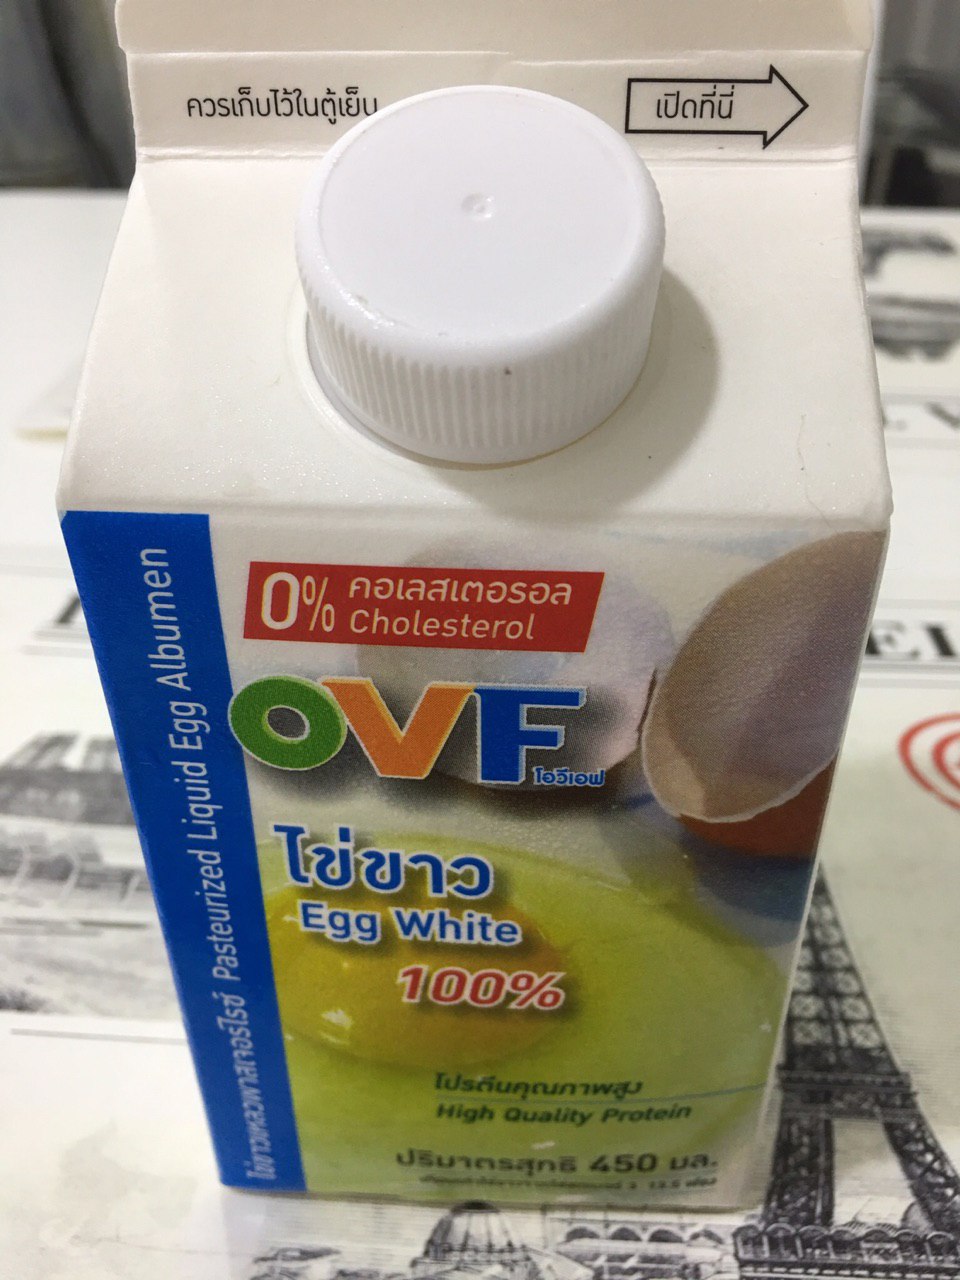 ควรเก็บไว้ในตู้เย็น
เปิดที่นี่
0% คอเลสเตอรอล
Cholesterol
OVF
โอวีเอฟ
ไข่ขาว
Egg White
100%
โปรตีนคุณภาพสูง
High Quality Protein
ปริมาตรสุทธิ 450 มล.
ไข่ขาวเหลวพาสเจอร์ไรซ์ Pasteurized Liquid Egg Albumen